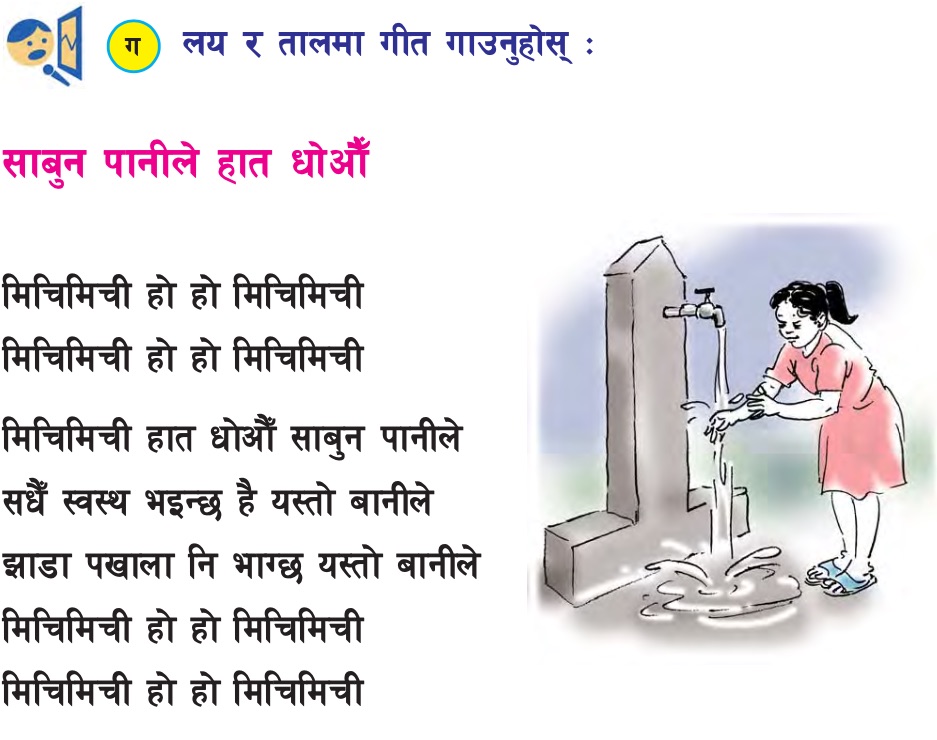 ग लय र तालमा गीत गाउनुहोस् :
साबुन पानीले हात धोऔँ
मिचिमिची हो हो मिचिमिची
मिचिमिची हो हो मिचिमिची
मिचिमिची हात धोऔँ साबुन पानीले
सधैँ स्वस्थ भइन्छ है यस्तो बानीले
झाडा पखाला नि भाग्छ यस्तो बानीले
मिचिमिची हो हो मिचिमिची
मिचिमिची हो हो मिचिमिची